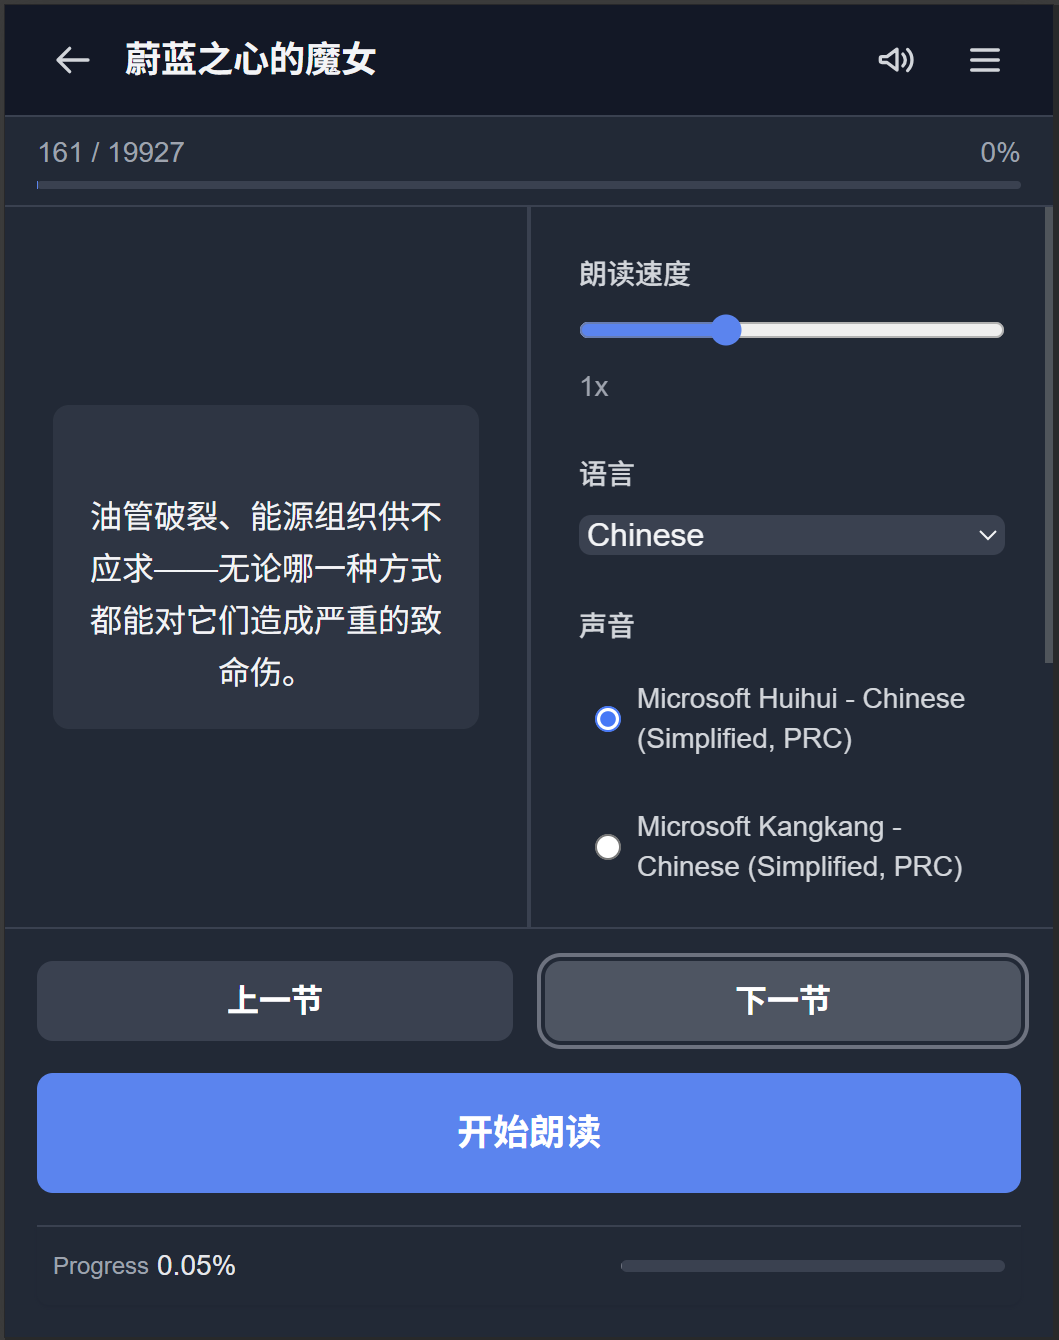 蔚蓝之心的魔女
161 / 19927
0%
油管破裂、能源组织供不
应求——无论哪一种方式
都能对它们造成严重的致
命伤。
朗读速度
1x
语言
Chinese
声音
Microsoft Huihui - Chinese
(Simplified, PRC)
Microsoft Kangkang -
Chinese (Simplified, PRC)
上一节
下一节
开始朗读
Progress 0.05%